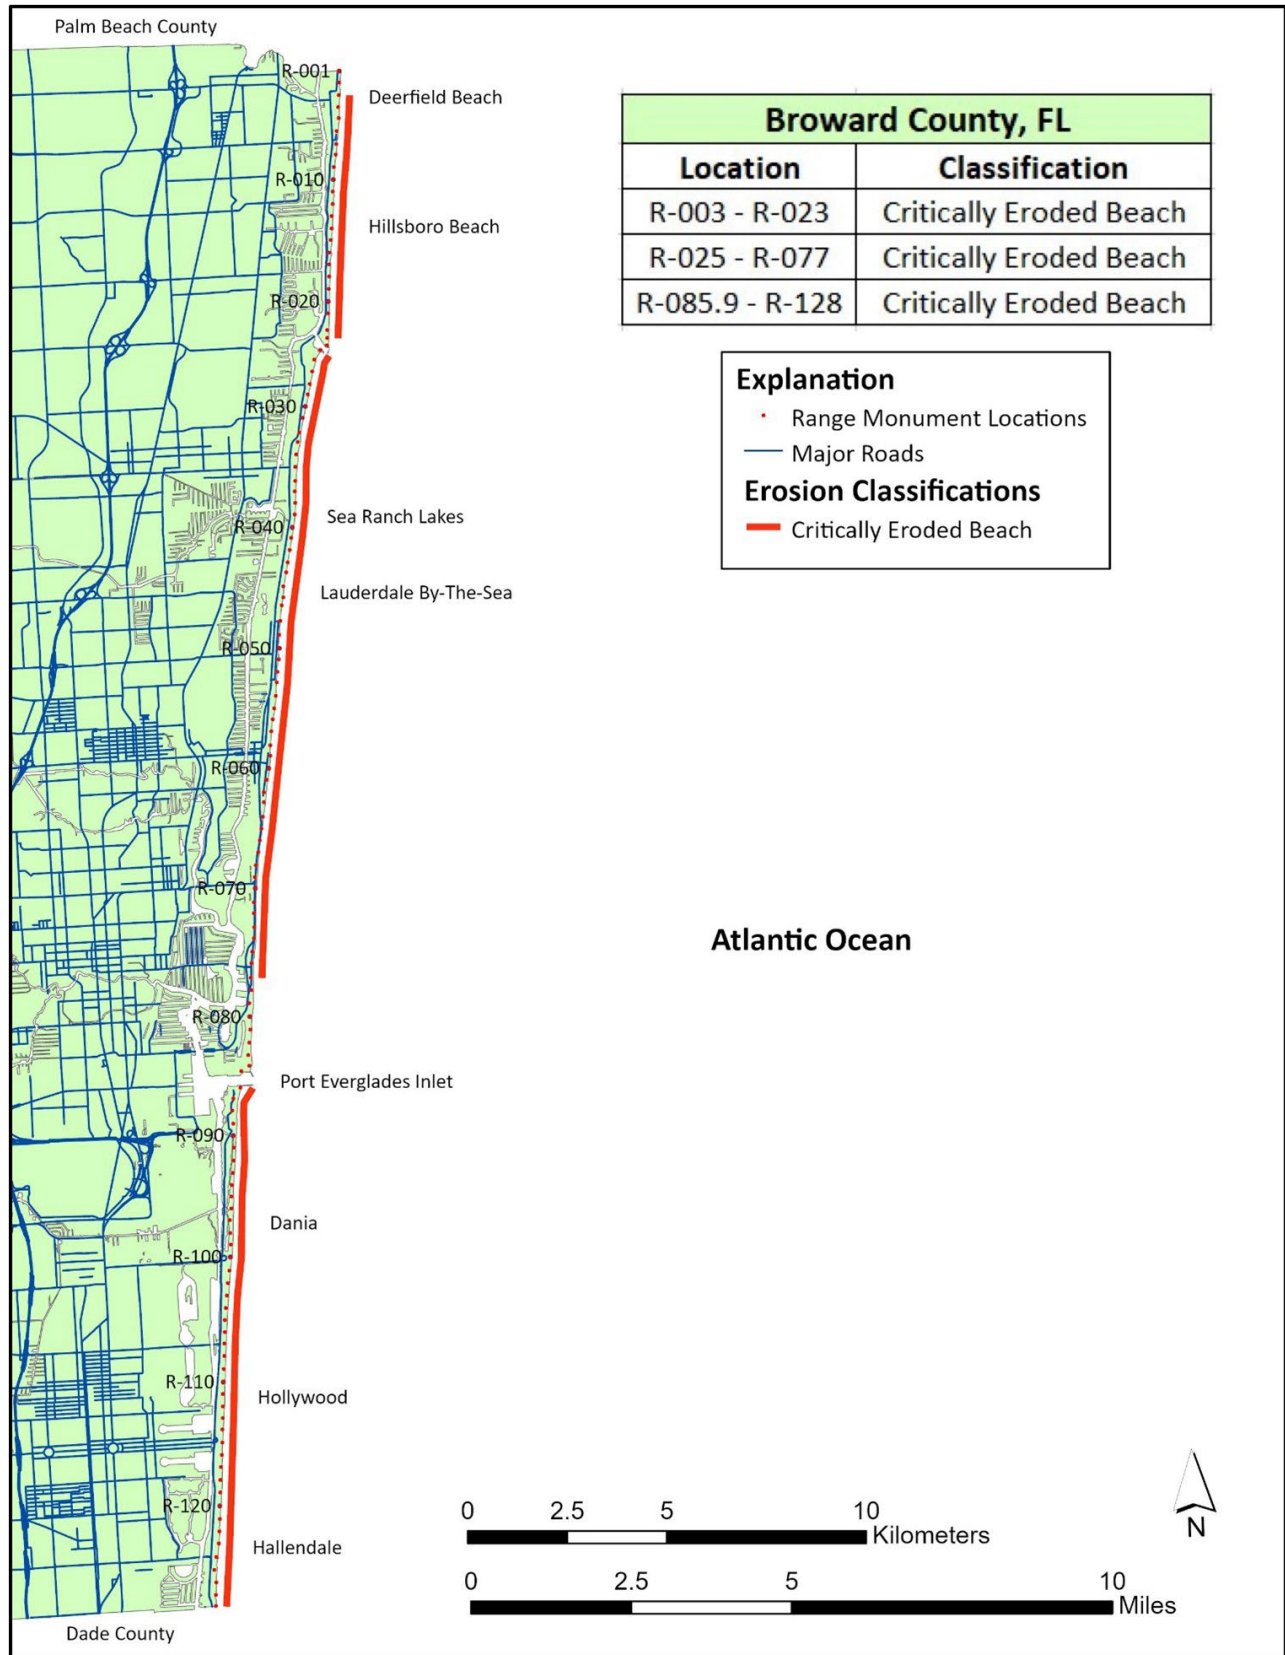 Palm Beach County
R-001
Deerfield Beach
R-010
Hillsboro Beach
R-020
R-030
Sea Ranch Lakes
R-040
Lauderdale By-The-Sea
R-050
R-060
R-070
R-080
Port Everglades Inlet
R-090
Dania
R-100
R-110
Hollywood
R-120
Hallendale
Dade County
Broward County, FL
Location Classification
R-003 - R-023 Critically Eroded Beach
R-025 - R-077 Critically Eroded Beach
R-085.9 - R-128 Critically Eroded Beach
Explanation
Range Monument Locations
Major Roads
Erosion Classifications
Critically Eroded Beach
Atlantic Ocean
0 2.5 5 10
Kilometers
0 2.5 5 10
Miles
N